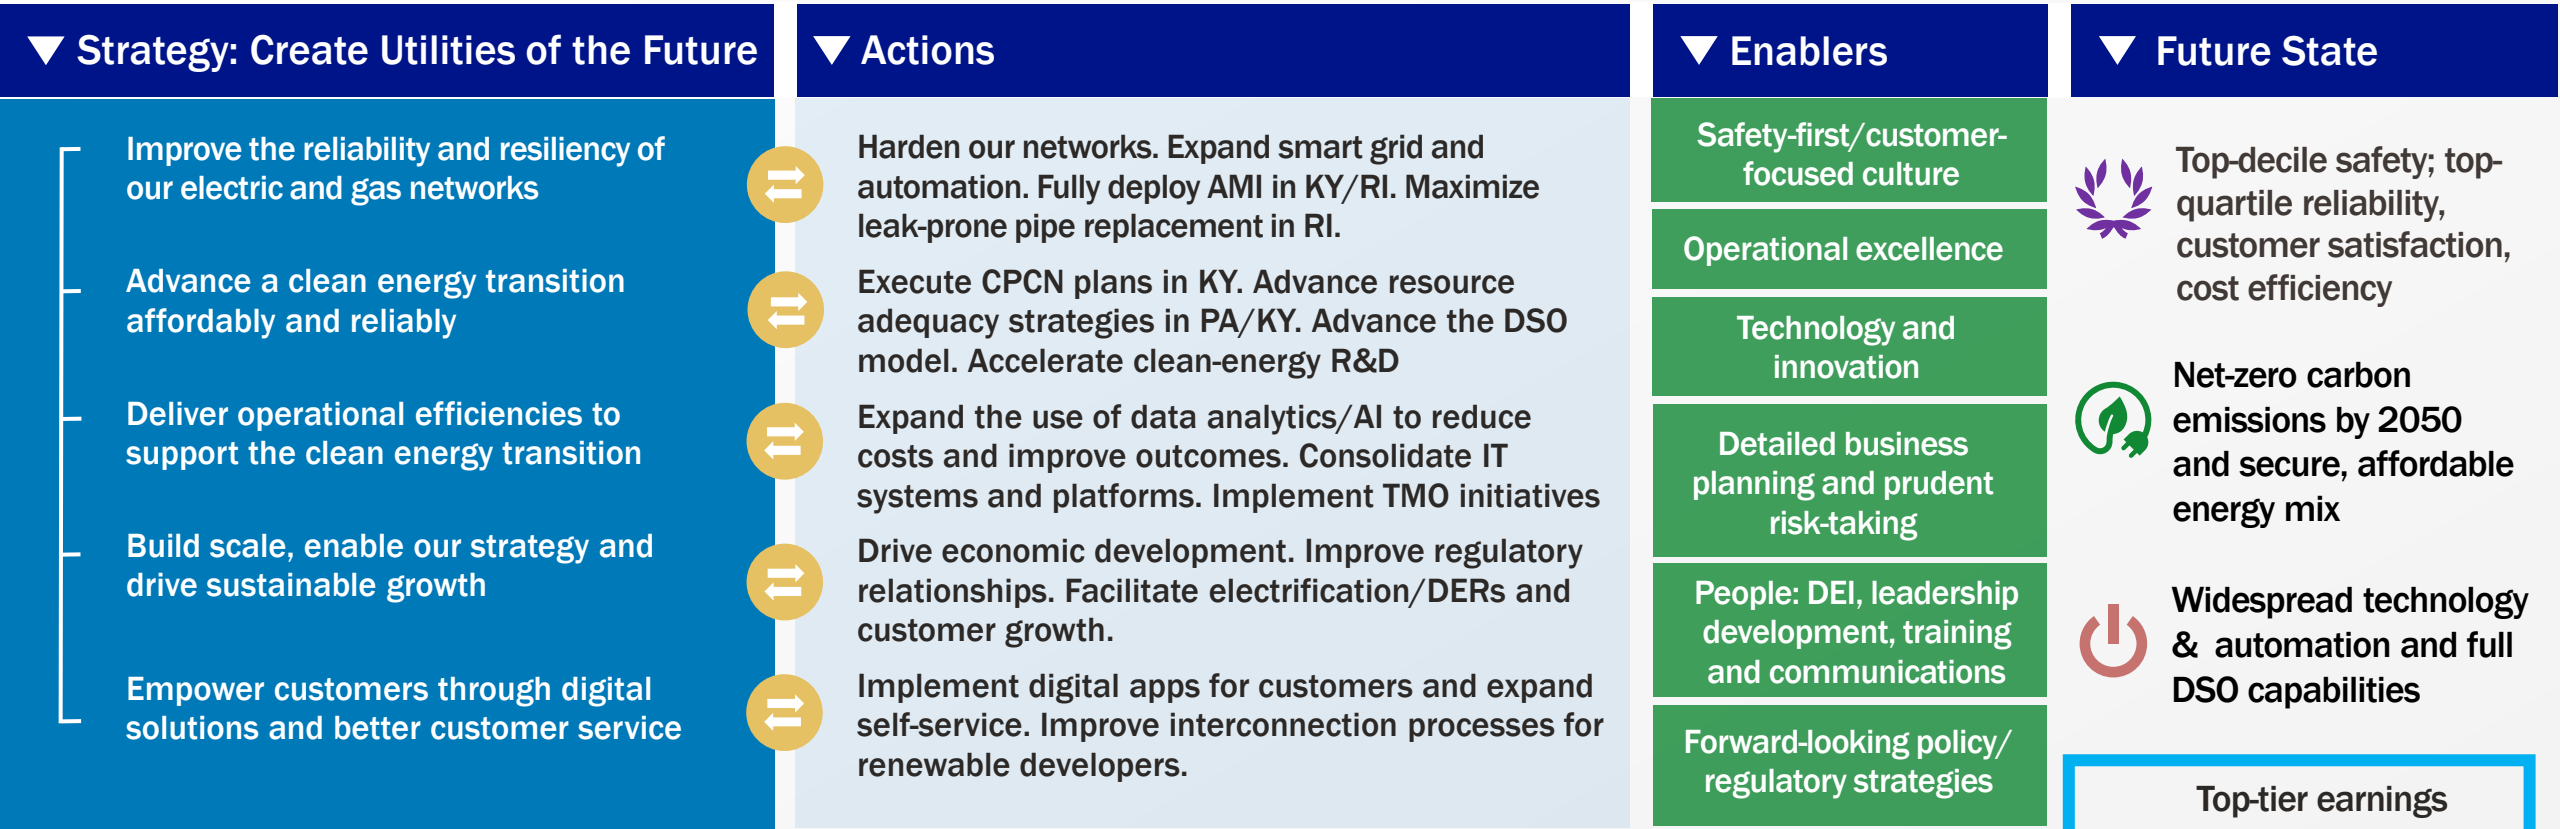 Strategy: Create Utilities of the Future
Improve the reliability and resiliency of
our electric and gas networks
Advance a clean energy transition
affordably and reliably
Deliver operational efficiencies to
support the clean energy transition
Build scale, enable our strategy and
drive sustainable growth
Empower customers through digital
solutions and better customer service
Actions
Harden our networks. Expand smart grid and
automation. Fully deploy AMI in KY/RI. Maximize
leak-prone pipe replacement in RI.
Execute CPCN plans in KY. Advance resource
adequacy strategies in PA/KY. Advance the DSO
model. Accelerate clean-energy R&D
Expand the use of data analytics/AI to reduce
costs and improve outcomes. Consolidate IT
systems and platforms. Implement TMO initiatives
Drive economic development. Improve regulatory
relationships. Facilitate electrification/DERs and
customer growth.
Implement digital apps for customers and expand
self-service. Improve interconnection processes for
renewable developers.
Enablers
Safety-first/customer-
focused culture
Operational excellence
Technology and
innovation
Detailed business
planning and prudent
risk-taking
People: DEI, leadership
development, training
and communications
Forward-looking policy/
regulatory strategies
Future State
Top-decile safety; top-
quartile reliability,
customer satisfaction,
cost efficiency
Net-zero carbon
emissions by 2050
and secure, affordable
energy mix
Widespread technology
& automation and full
DSO capabilities
Top-tier earnings